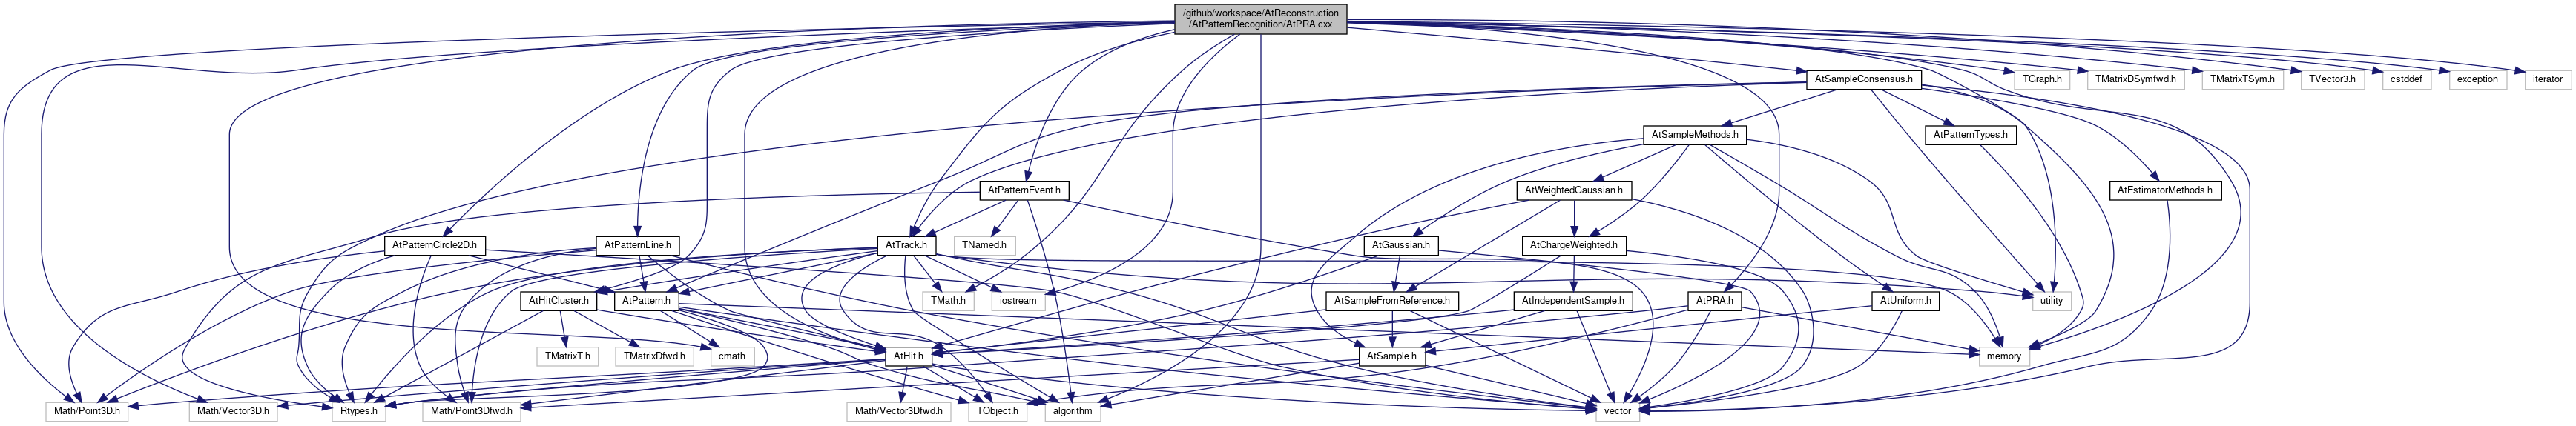 /github/workspace/AtReconstruction
/AtPatternRecognition/AtPRA.cxx
AtSampleConsensus.h
TGraph.h
TMatrixDSymfwd.h
TMatrixTSym.h
TVector3.h
cstddef
exception
iterator
AtSampleMethods.h
AtPatternTypes.h
AtPatternEvent.h
AtWeightedGaussian.h
AtEstimatorMethods.h
AtPatternCircle2D.h
AtPatternLine.h
AtTrack.h
TNamed.h
AtGaussian.h
AtChargeWeighted.h
AtHitCluster.h
AtPattern.h
TMath.h
iostream
AtSampleFromReference.h
AtIndependentSample.h
AtPRA.h
AtUniform.h
utility
TMatrixT.h
TMatrixDfwd.h
cmath
AtHit.h
AtSample.h
memory
Math/Point3D.h
Math/Vector3D.h
Rtypes.h
Math/Point3Dfwd.h
Math/Vector3Dfwd.h
TObject.h
algorithm
vector